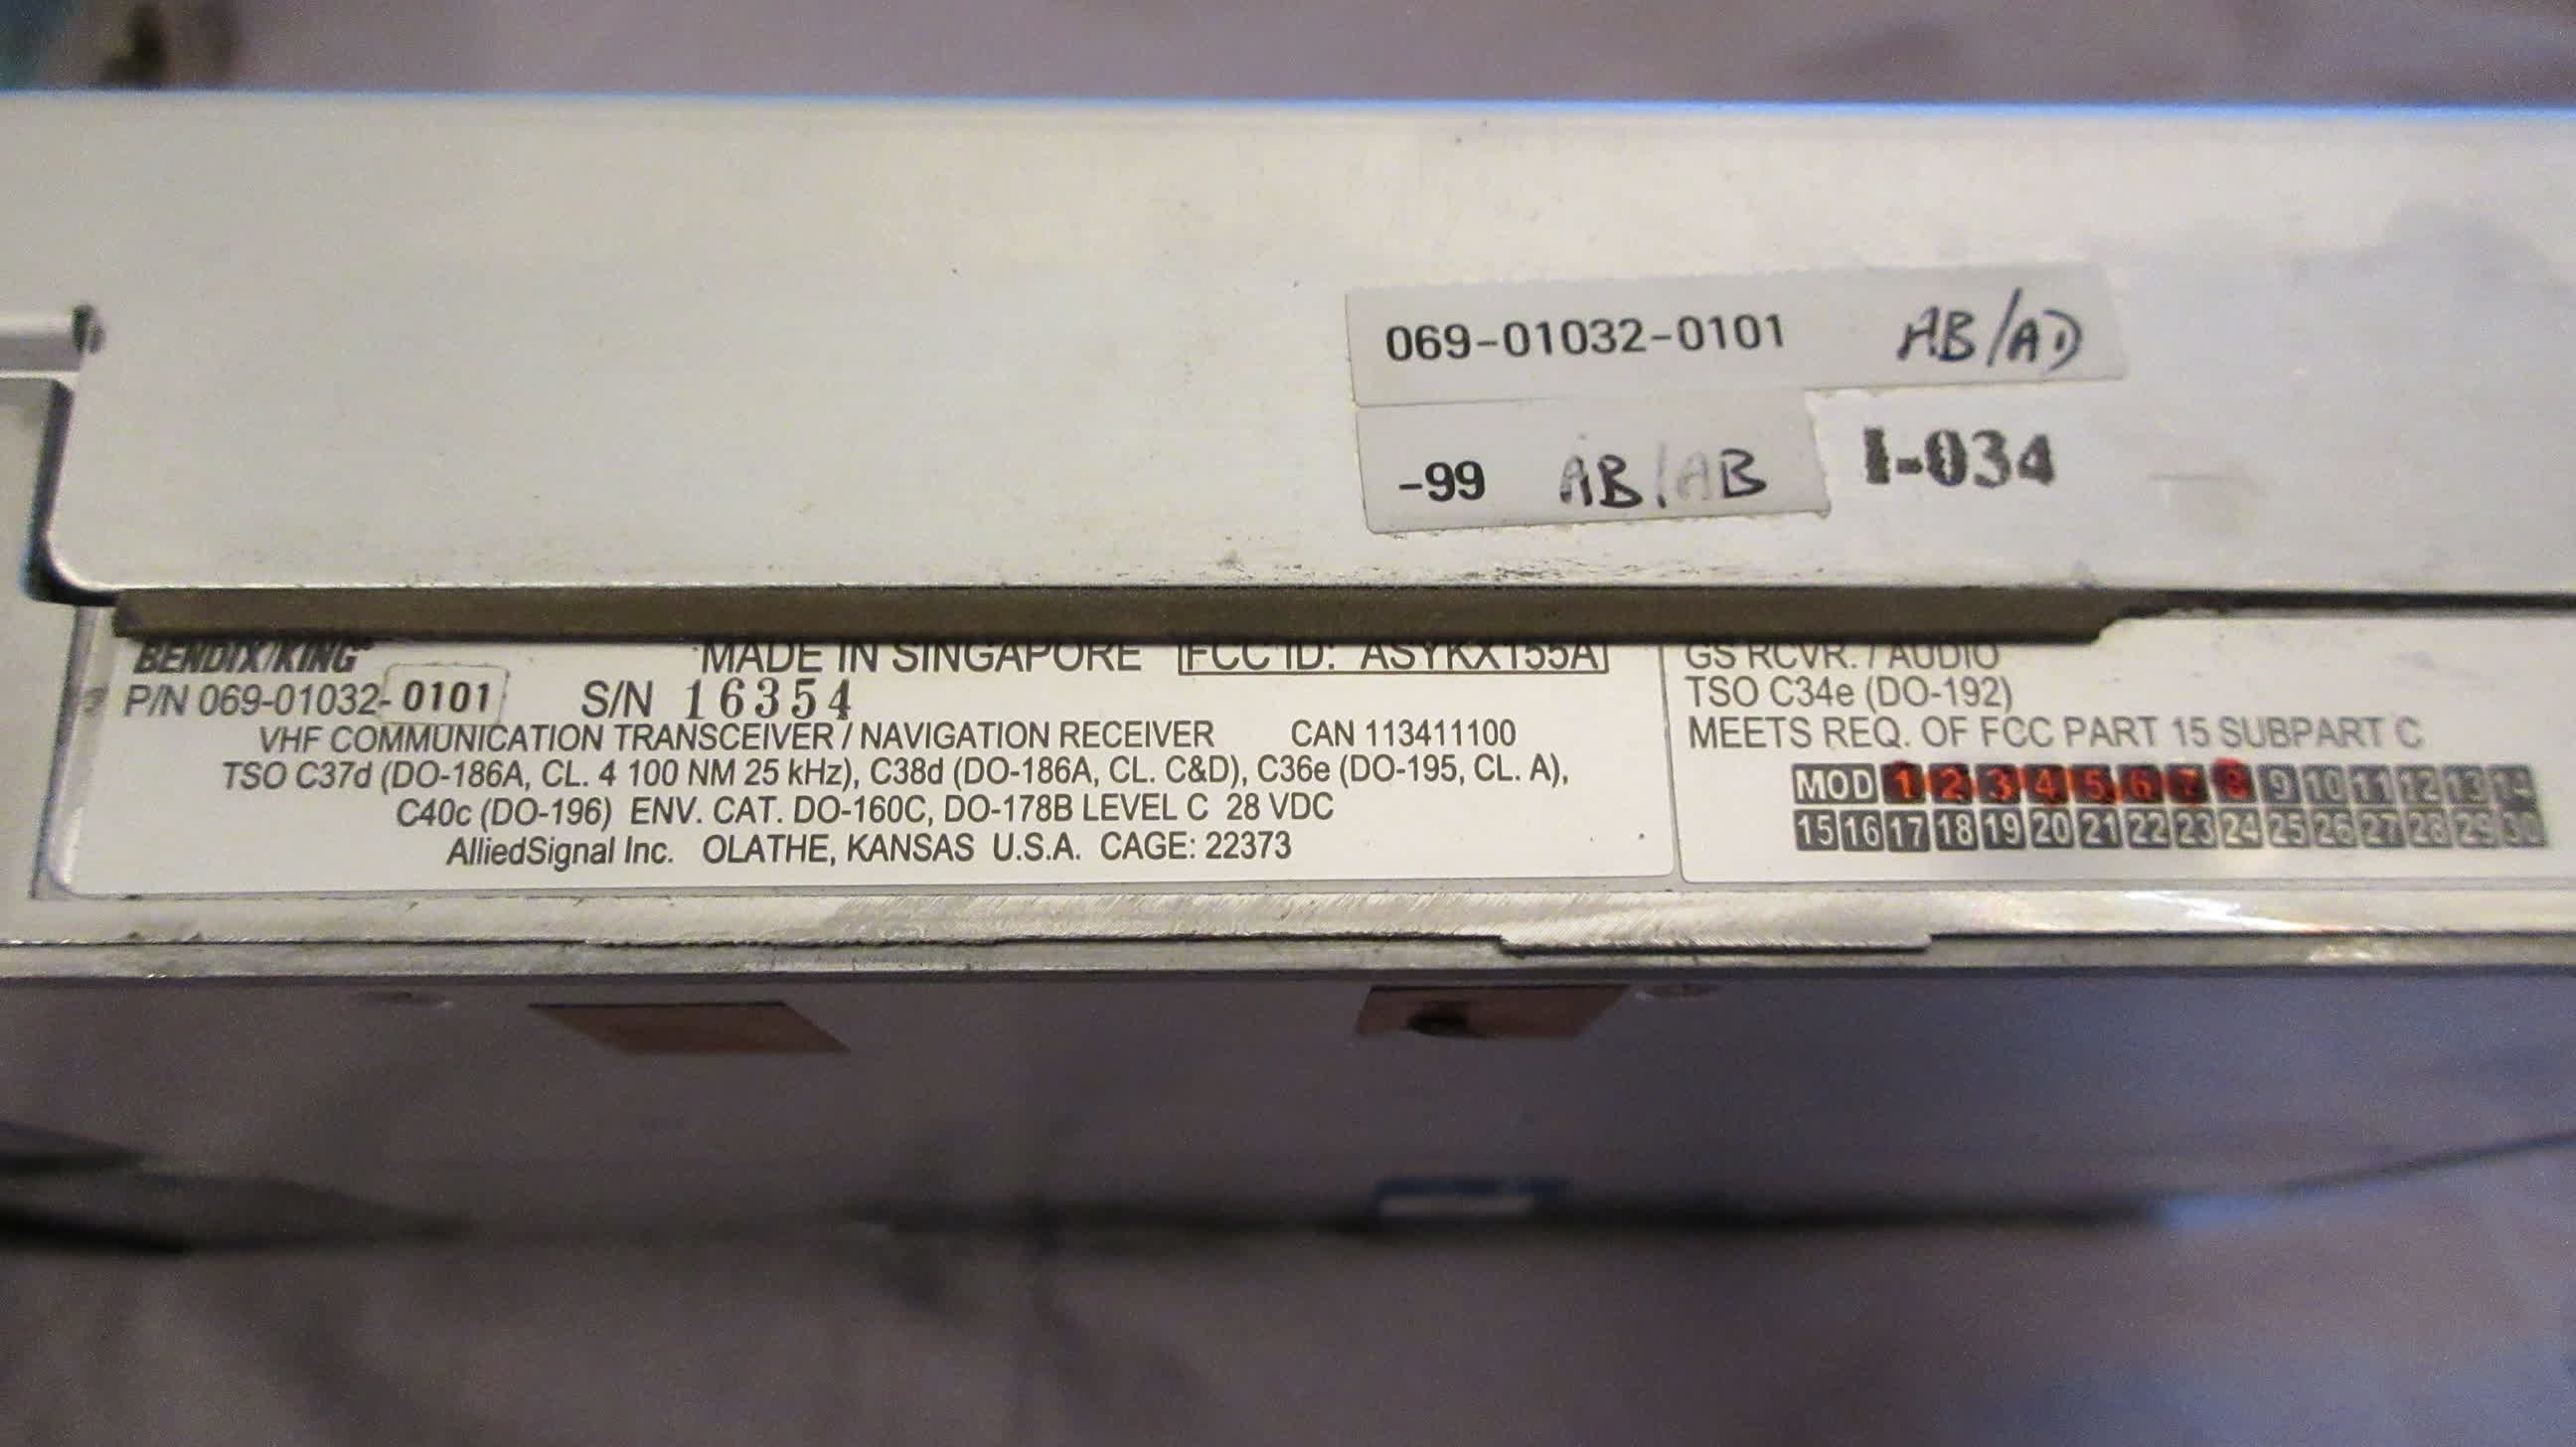 069-01032-0101 AB/AD
-99 AB/AB I-034
BENDIX/KING MADE IN SINGAPORE FCC ID: ASYKX155A
P/N 069-01032-0101 S/N 16354
VHF COMMUNICATION TRANSCEIVER / NAVIGATION RECEIVER CAN 113411100
TSO C37d (DO-186A, CL. 4 100 NM 25 kHz), C38d (DO-186A, CL. C&D), C36e (DO-195, CL. A),
C40c (DO-196) ENV. CAT. DO-160C, DO-178B LEVEL C 28 VDC
AlliedSignal Inc. OLATHE, KANSAS U.S.A. CAGE: 22373
GS RCVR. / AUDIO
TSO C34e (DO-192)
MEETS REQ. OF FCC PART 15 SUBPART C
MOD 1 2 3 4 5 6 7 8 9 10 11 12 13 14
15 16 17 18 19 20 21 22 23 24 25 26 27 28 29 30